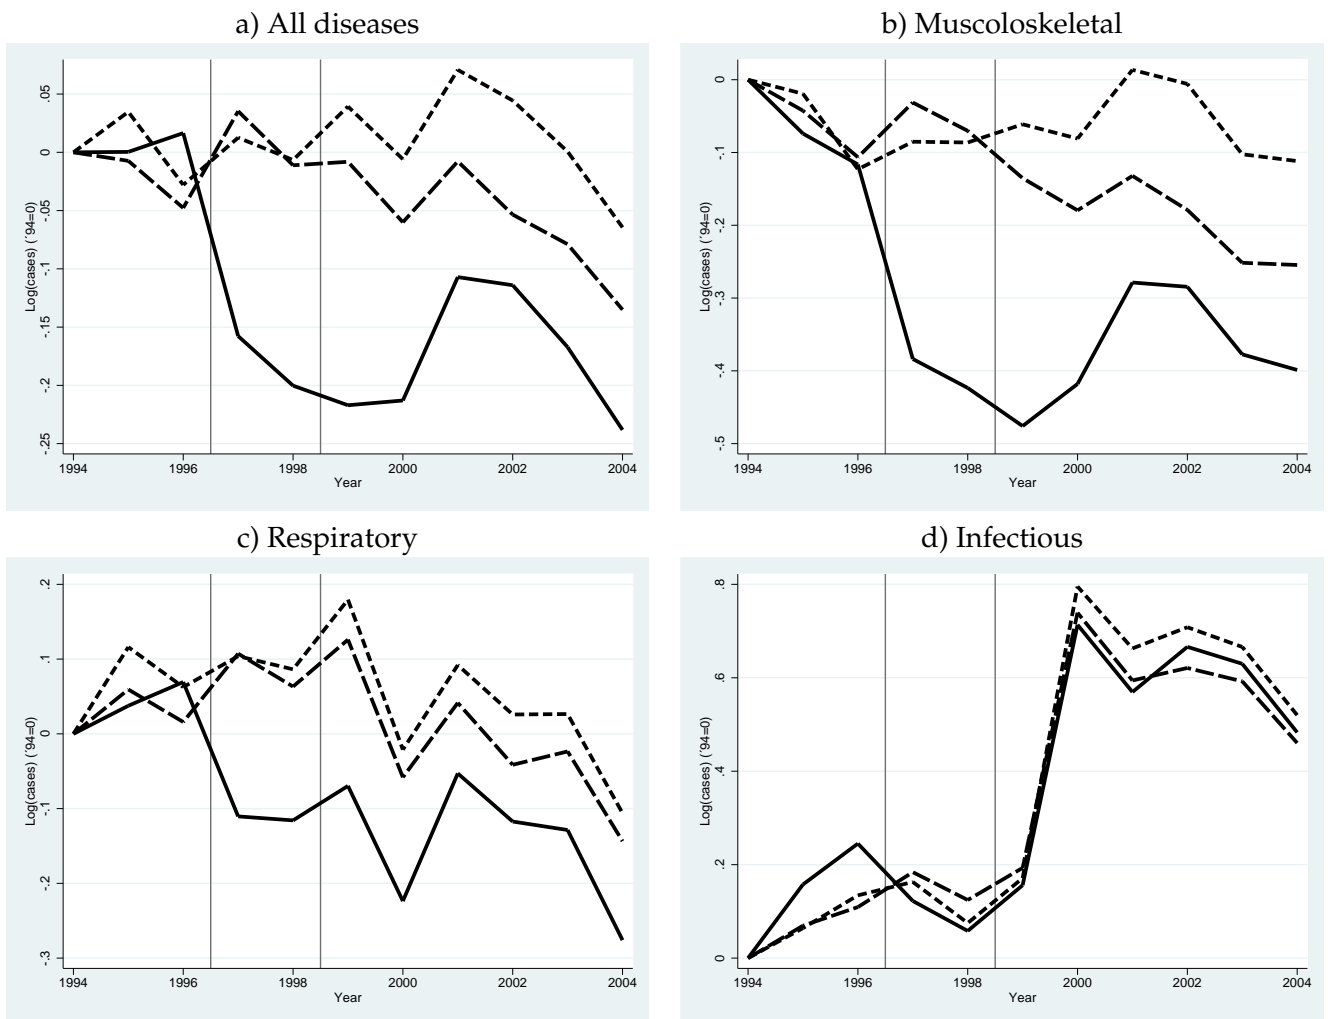 a) All diseases
Log(cases) (´94=0)
.05
0
-.05
-.1
-.15
-.2
-.25
1994 1996 1998 2000 2002 2004
Year
b) Muscoloskeletal
Log(cases) (´94=0)
0
-.1
-.2
-.3
-.4
-.5
1994 1996 1998 2000 2002 2004
Year
c) Respiratory
Log(cases) (´94=0)
.2
.1
0
-.1
-.2
-.3
1994 1996 1998 2000 2002 2004
Year
d) Infectious
Log(cases) (´94=0)
.8
.6
.4
.2
0
1994 1996 1998 2000 2002 2004
Year